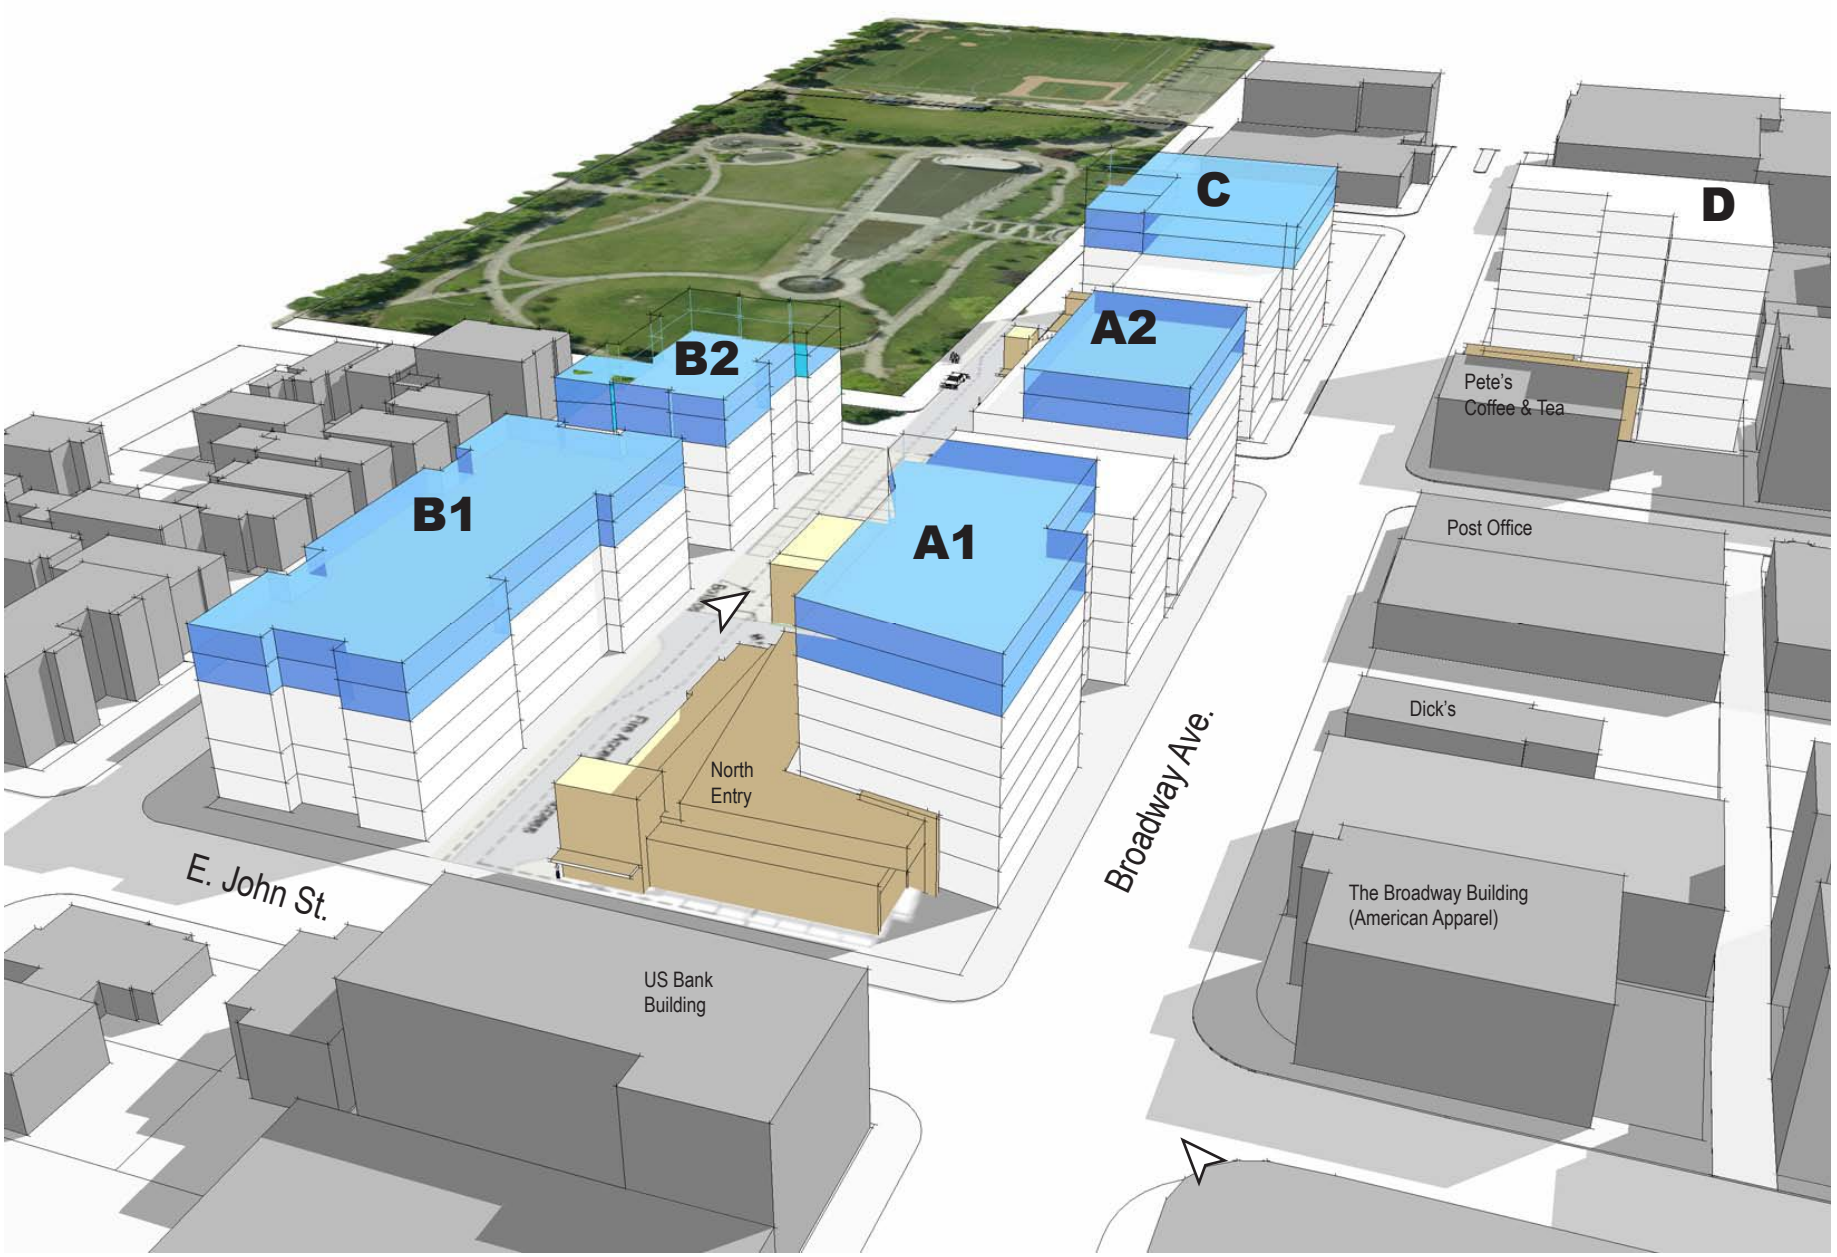 C
D
A2
B2
Pete's
Coffee & Tea
B1
A1
Post Office
Dick's
North
Entry
Broadway Ave.
E. John St.
The Broadway Building
(American Apparel)
US Bank
Building